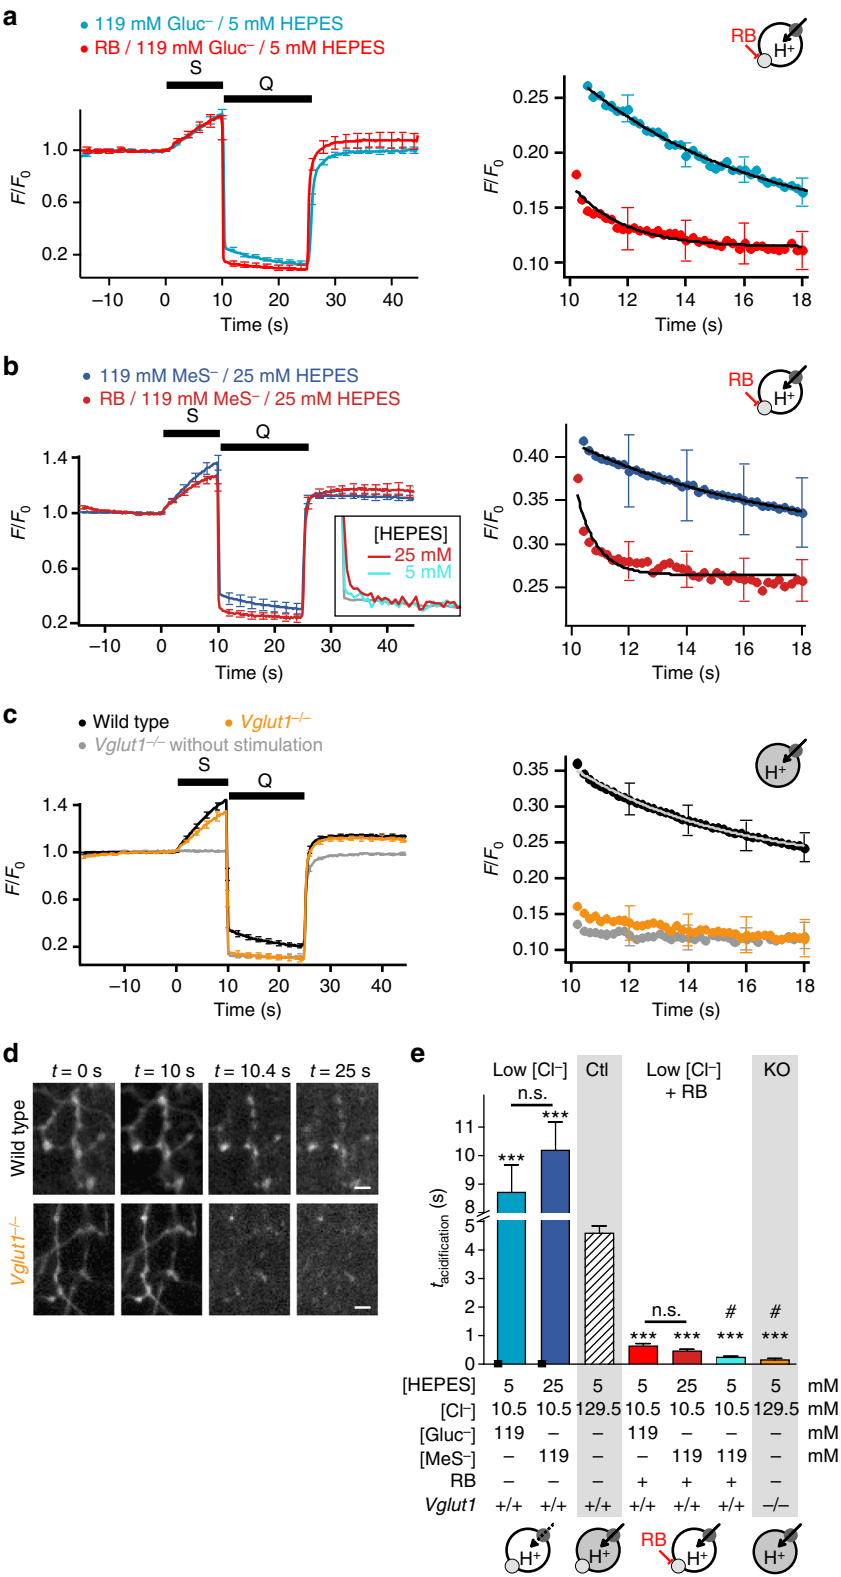 a
119 mM Gluc– / 5 mM HEPES
RB / 119 mM Gluc– / 5 mM HEPES
S
Q
1.0
0.6
0.2
F/F0
–10 0 10 20 30 40
Time (s)
RB
H+
0.25
0.20
0.15
0.10
F/F0
10 12 14 16 18
Time (s)
b
119 mM MeS– / 25 mM HEPES
RB / 119 mM MeS– / 25 mM HEPES
S
Q
1.4
1.0
0.6
0.2
F/F0
[HEPES]
25 mM
5 mM
–10 0 10 20 30 40
Time (s)
RB
H+
0.40
0.35
0.30
0.25
F/F0
10 12 14 16 18
Time (s)
c
Wild type Vglut1–/–
Vglut1–/– without stimulation
S
Q
1.4
1.0
0.6
0.2
F/F0
–10 0 10 20 30 40
Time (s)
H+
0.35
0.30
0.25
0.20
0.15
0.10
F/F0
10 12 14 16 18
Time (s)
d
t = 0 s t = 10 s t = 10.4 s t = 25 s
Wild type
Vglut1–/–
e
Low [Cl–] Ctl Low [Cl–] + RB KO
n.s.
*** ***
n.s. # #
*** *** *** ***
11
10
9
8
5
4
3
2
1
0
tacidification (s)
[HEPES] 5 25 5 5 25 5 5 mM
[Cl–] 10.5 10.5 129.5 10.5 10.5 10.5 129.5 mM
[Gluc–] 119 – – 119 – – – mM
[MeS–] – 119 – – 119 119 – mM
RB – – – + + + –
Vglut1 +/+ +/+ +/+ +/+ +/+ +/+ –/–
H+ H+ RB H+ H+